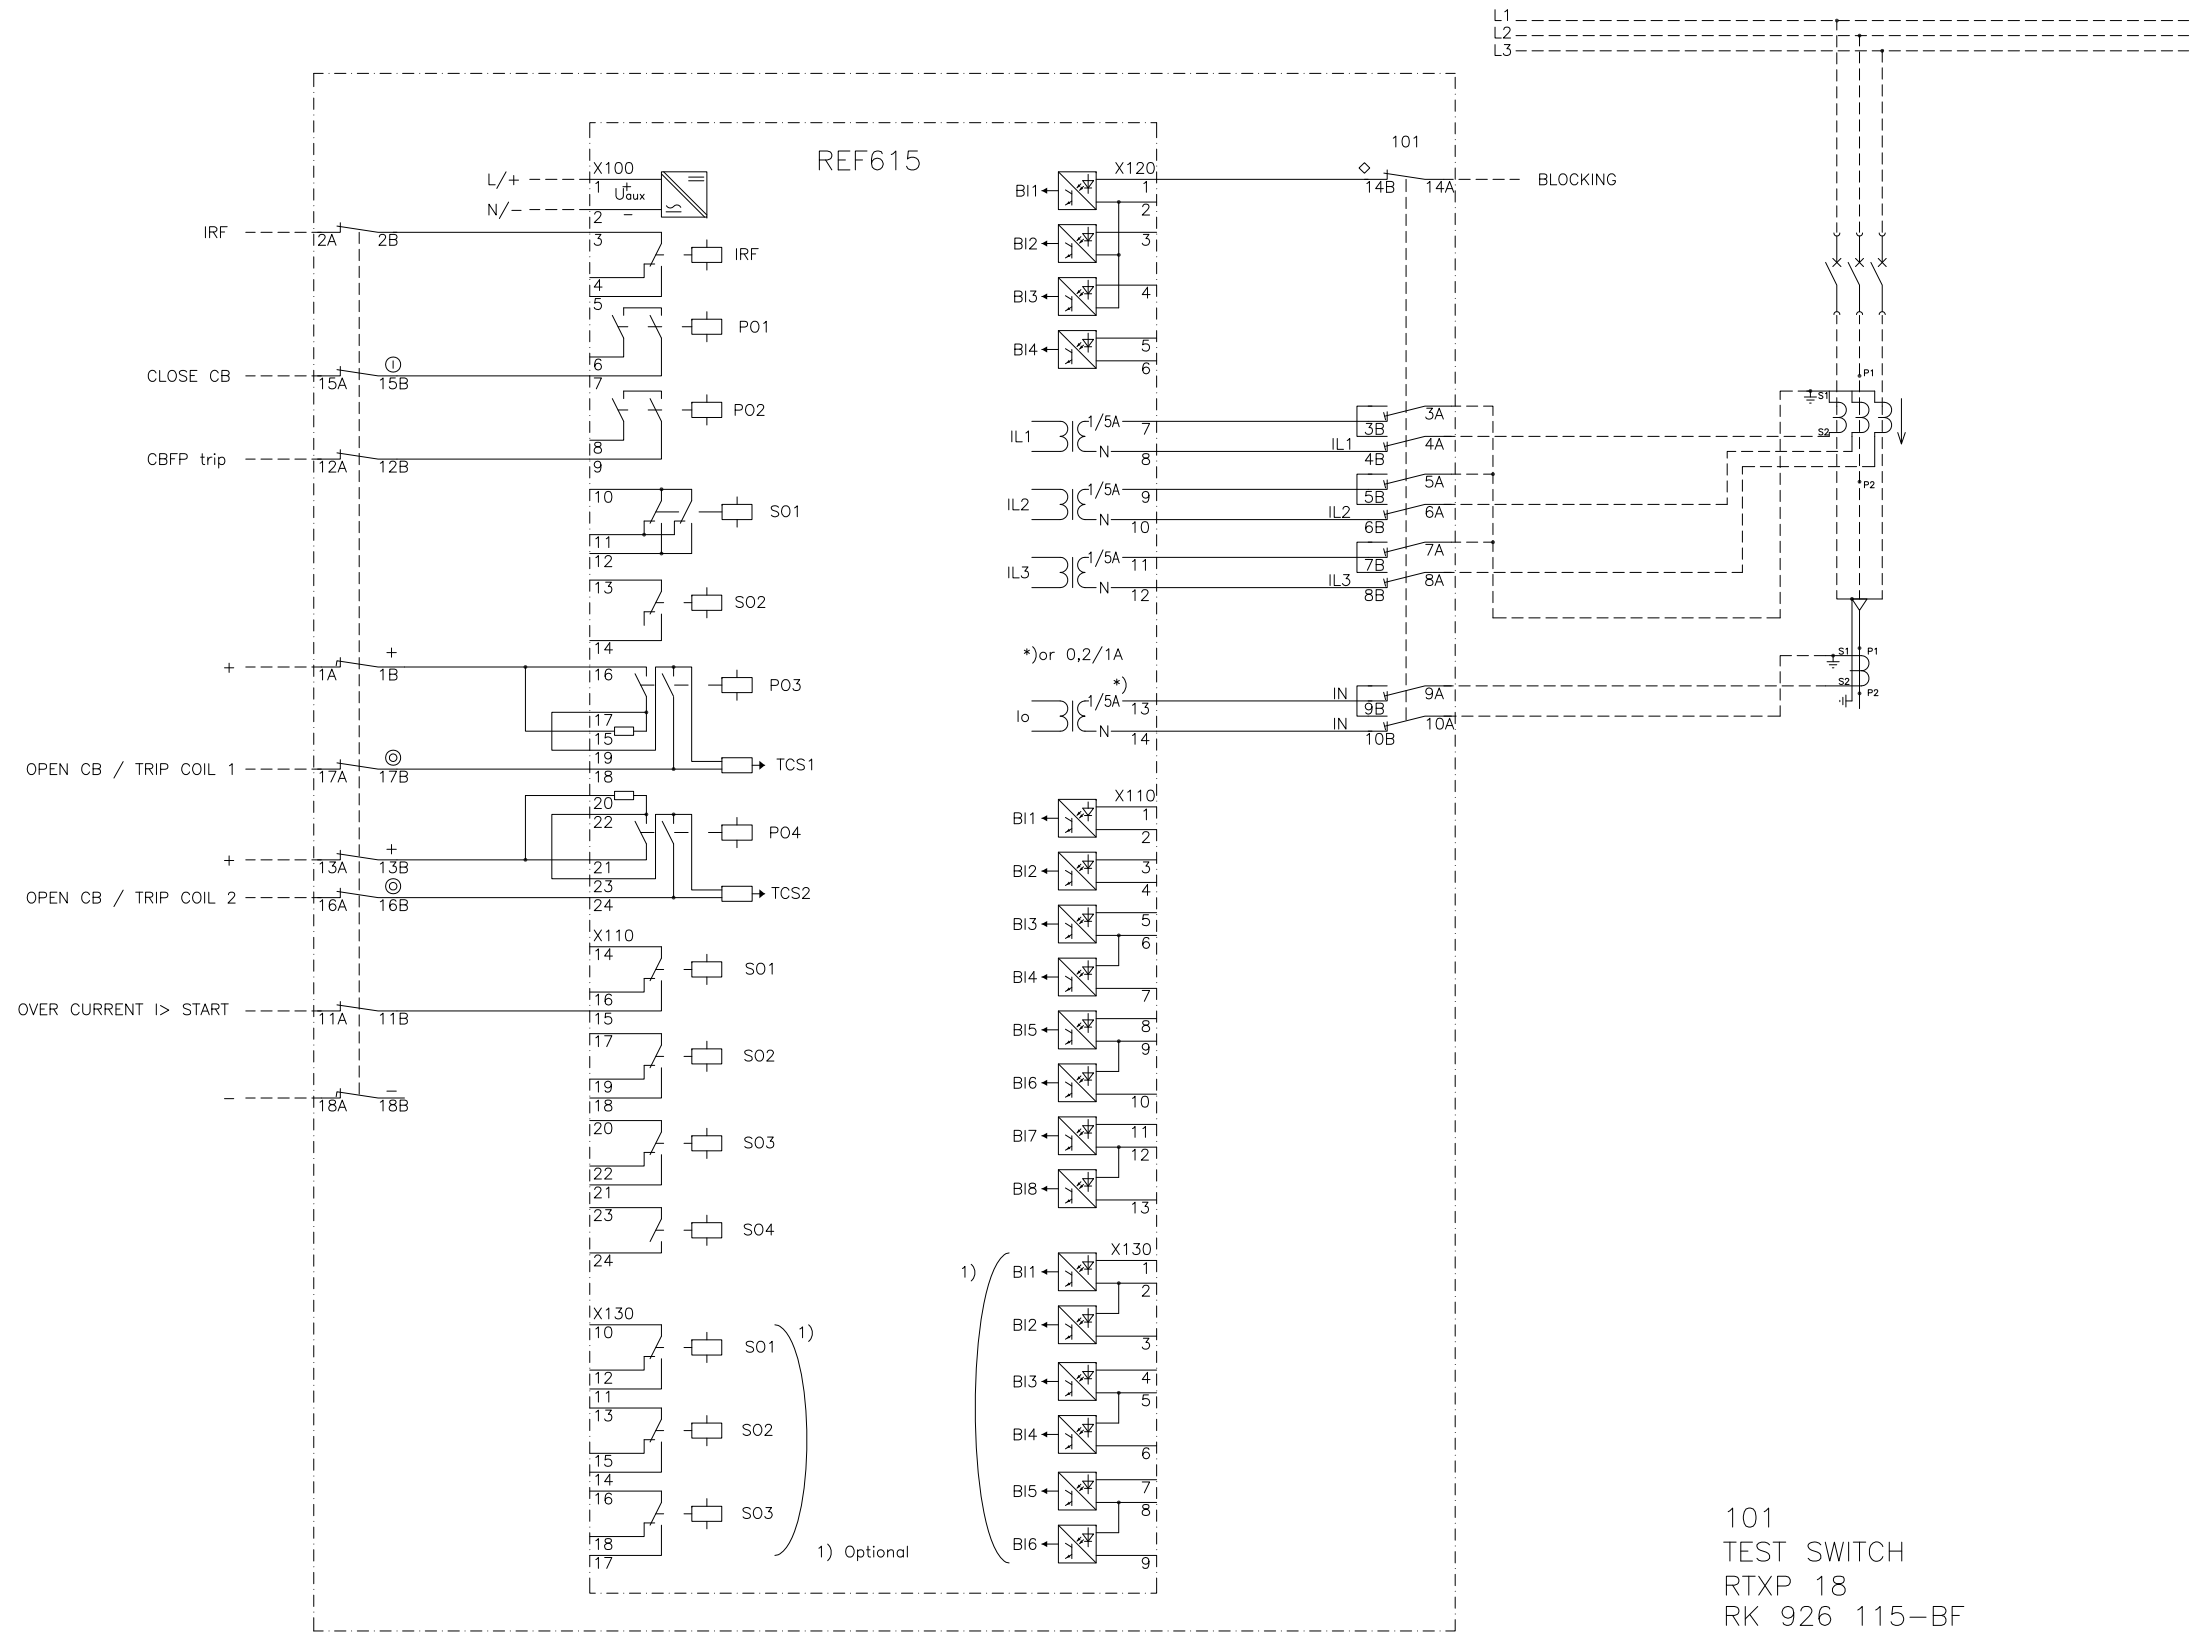 L1
L2
L3
101
REF615
X100
L/+
1
+
Uaux
N/−
2
−
IRF
2A
2B
3
IRF
4
5
PO1
6
CLOSE CB
15A
15B
7
PO2
8
CBFP trip
12A
12B
9
10
SO1
11
12
13
SO2
14
+
1A
+
1B
16
PO3
17
15
19
OPEN CB / TRIP COIL 1
17A
17B
18
TCS1
20
22
PO4
+
13A
+
13B
21
23
OPEN CB / TRIP COIL 2
16A
16B
24
TCS2
X110
14
SO1
16
OVER CURRENT I> START
11A
11B
15
17
SO2
19
18
−
18A
−
18B
20
SO3
22
21
23
SO4
24
X130
10
1)
SO1
12
11
13
SO2
15
14
16
SO3
18
17
1) Optional
X120
BI1
1
2
14B
14A
BLOCKING
BI2
3
BI3
4
BI4
5
6
IL1
1/5A
7
3B
3A
N
8
IL1
4B
4A
IL2
1/5A
9
5B
5A
N
10
IL2
6B
6A
IL3
1/5A
11
7B
7A
N
12
IL3
8B
8A
*)or 0,2/1A
*)
Io
1/5A
13
IN
9B
9A
N
14
IN
10B
10A
P1
S1
S2
P2
S1
P1
S2
P2
X110
BI1
1
2
BI2
3
4
BI3
5
6
BI4
7
BI5
8
9
BI6
10
BI7
11
12
BI8
13
X130
1)
BI1
1
2
BI2
3
BI3
4
5
BI4
6
BI5
7
8
BI6
9
101
TEST SWITCH
RTXP 18
RK 926 115−BF